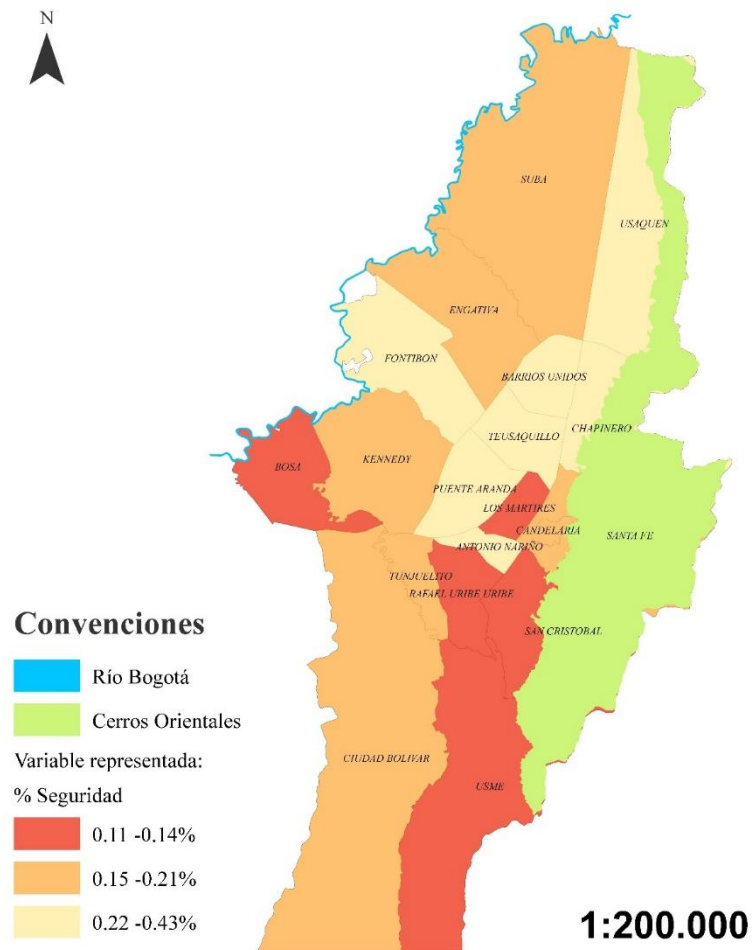 N
SUBA
USAQUEN
ENGATIVA
FONTIBON
BARRIOS UNIDOS
TEUSAQUILLO
CHAPINERO
BOSA
KENNEDY
PUENTE ARANDA
LOS MARTIRES
CANDELARIA
SANTA FE
ANTONIO NARIÑO
TUNJUELITO
RAFAEL URIBE URIBE
SAN CRISTOBAL
CIUDAD BOLIVAR
USME
Convenciones
Río Bogotá
Cerros Orientales
Variable representada:
% Seguridad
0.11 -0.14%
0.15 -0.21%
0.22 -0.43%
1:200.000